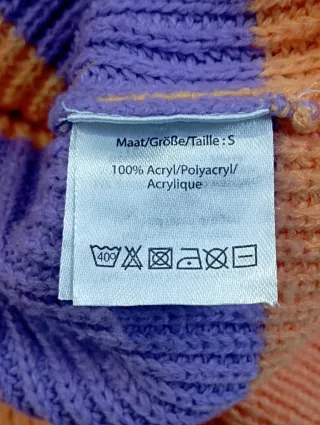 Maat/Größe/Taille : S
100% Acryl/Polyacryl/
Acrylique
40°